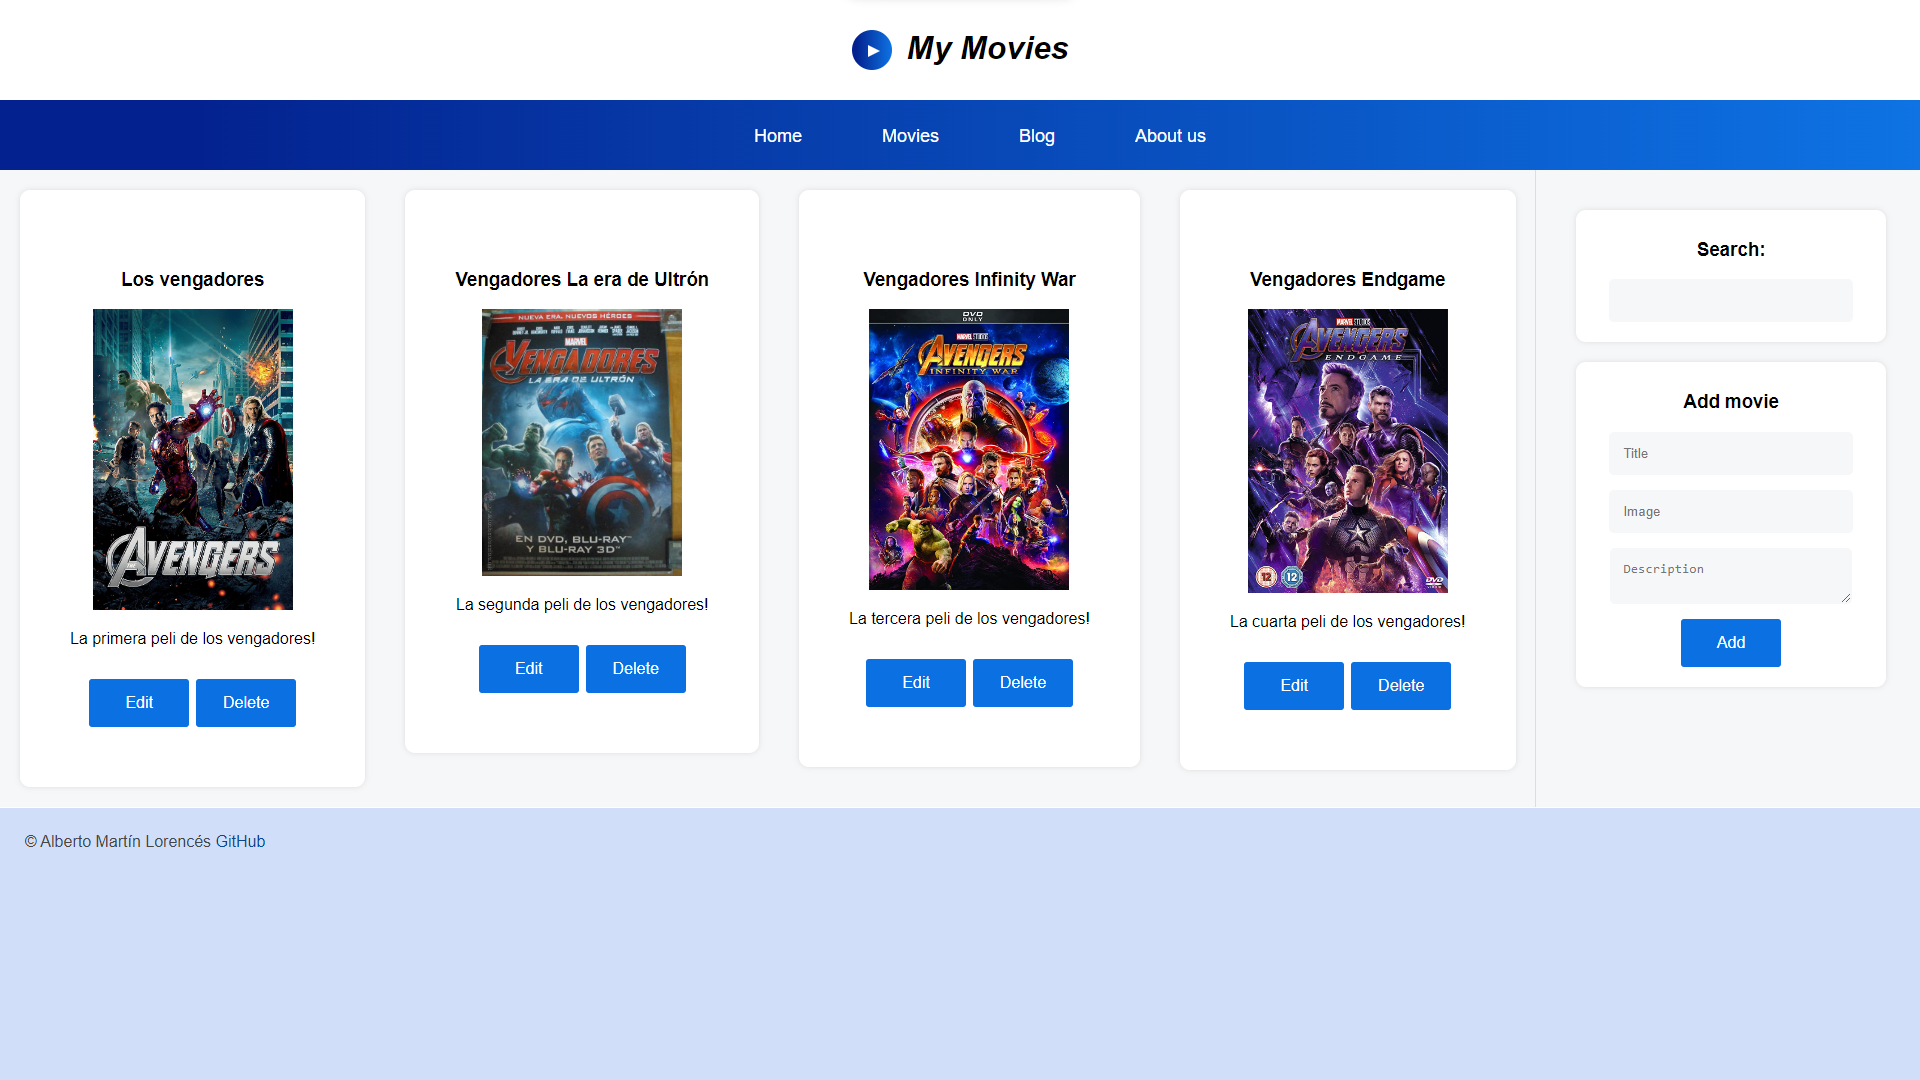 My Movies
Home Movies Blog About us
Los vengadores
AVENGERS
La primera peli de los vengadores!
Edit Delete
Vengadores La era de Ultrón
NUEVA ERA. NUEVOS HÉROES
MARVEL
VENGADORES
LA ERA DE ULTRÓN
EN DVD, BLU-RAY™
Y BLU-RAY 3D™
La segunda peli de los vengadores!
Edit Delete
Vengadores Infinity War
DVD
ONLY
MARVEL STUDIOS
AVENGERS
INFINITY WAR
La tercera peli de los vengadores!
Edit Delete
Vengadores Endgame
MARVEL STUDIOS
AVENGERS
ENDGAME
12 12 DVD
La cuarta peli de los vengadores!
Edit Delete
Search:
Add movie
Title
Image
Description
Add
© Alberto Martín Lorencés GitHub